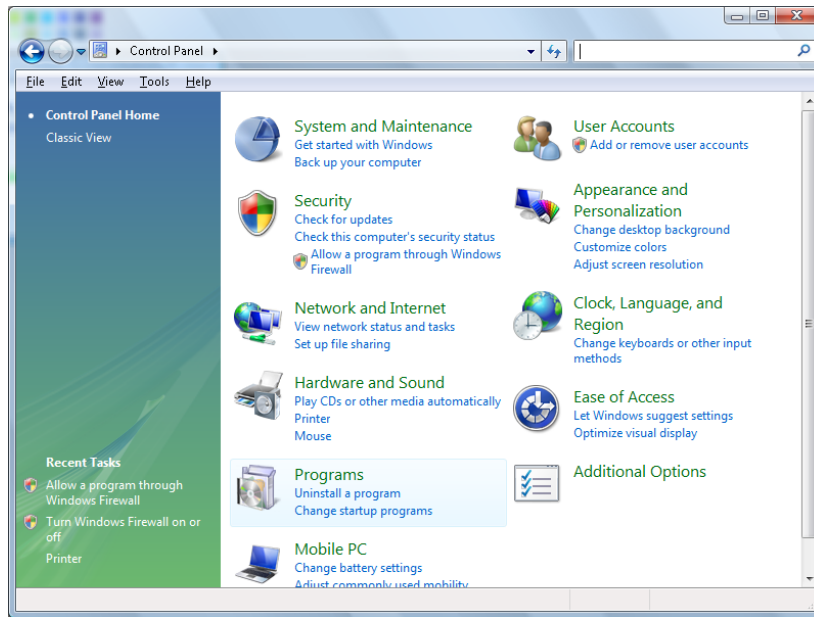 Control Panel
File Edit View Tools Help
Control Panel Home
Classic View
Recent Tasks
Allow a program through
Windows Firewall
Turn Windows Firewall on or
off
Printer
System and Maintenance
Get started with Windows
Back up your computer
Security
Check for updates
Check this computer's security status
Allow a program through Windows
Firewall
Network and Internet
View network status and tasks
Set up file sharing
Hardware and Sound
Play CDs or other media automatically
Printer
Mouse
Programs
Uninstall a program
Change startup programs
Mobile PC
Change battery settings
Adjust commonly used mobility
User Accounts
Add or remove user accounts
Appearance and
Personalization
Change desktop background
Customize colors
Adjust screen resolution
Clock, Language, and
Region
Change keyboards or other input
methods
Ease of Access
Let Windows suggest settings
Optimize visual display
Additional Options